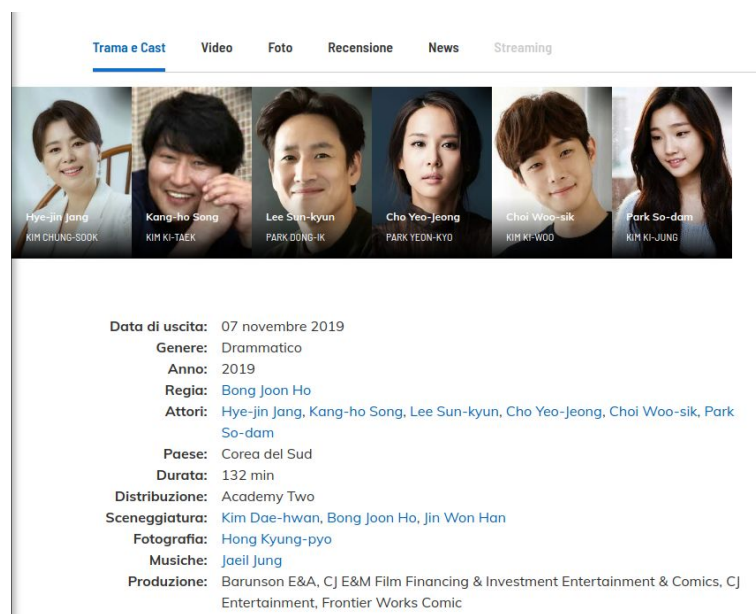 Trama e Cast Video Foto Recensione News Streaming
Hye-jin Jang Kang-ho Song Lee Sun-kyun Cho Yeo-Jeong Choi Woo-sik Park So-dam
KIM CHUNG-SOOK KIM KI-TAEK PARK DONG-IK PARK YEON-KYO KIM KI-WOO KIM KI-JUNG
Data di uscita: 07 novembre 2019
Genere: Drammatico
Anno: 2019
Regia: Bong Joon Ho
Attori: Hye-jin Jang, Kang-ho Song, Lee Sun-kyun, Cho Yeo-Jeong, Choi Woo-sik, Park
So-dam
Paese: Corea del Sud
Durata: 132 min
Distribuzione: Academy Two
Sceneggiatura: Kim Dae-hwan, Bong Joon Ho, Jin Won Han
Fotografia: Hong Kyung-pyo
Musiche: Jaeil Jung
Produzione: Barunson E&A, CJ E&M Film Financing & Investment Entertainment & Comics, CJ
Entertainment, Frontier Works Comic